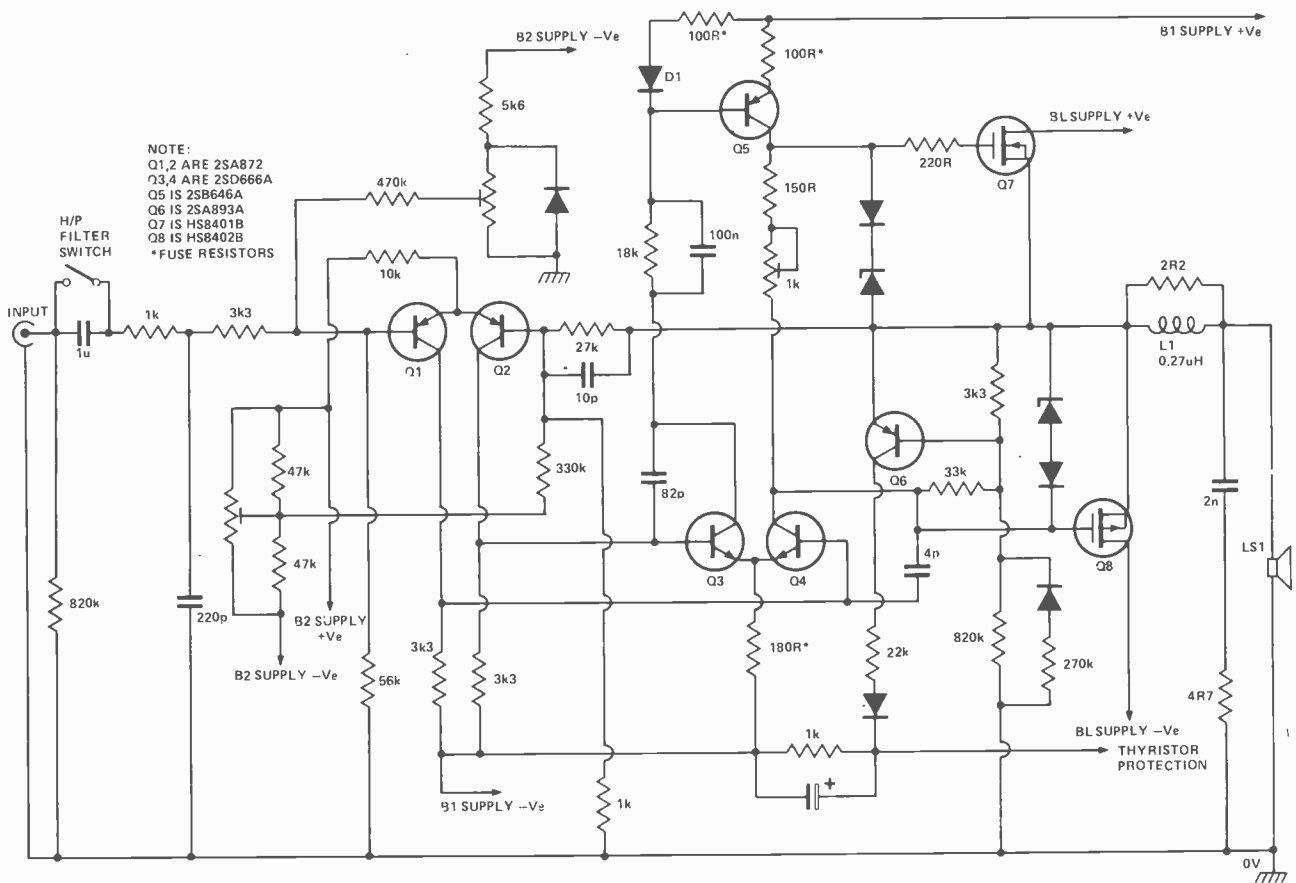 100R*
B1 SUPPLY +Ve
B2 SUPPLY −Ve
100R*
D1
5k6
Q5
BL SUPPLY +Ve
NOTE:
Q1,2 ARE 2SA872
Q3,4 ARE 2SD666A
Q5 IS 2SB646A
Q6 IS 2SA893A
Q7 IS HS8401B
Q8 IS HS8402B
*FUSE RESISTORS
220R
Q7
470k
150R
H/P
FILTER
SWITCH
100n
18k
10k
1k
2R2
INPUT
1k
3k3
1u
27k
L1
0.27uH
Q1
Q2
10p
3k3
330k
47k
82p
Q6
33k
2n
47k
4p
Q3
Q4
Q8
LS1
820k
220p
B2 SUPPLY
+Ve
B2 SUPPLY −Ve
56k
3k3
3k3
180R*
22k
820k
270k
4R7
1k
BL SUPPLY −Ve
THYRISTOR
PROTECTION
+
B1 SUPPLY −Ve
1k
0V